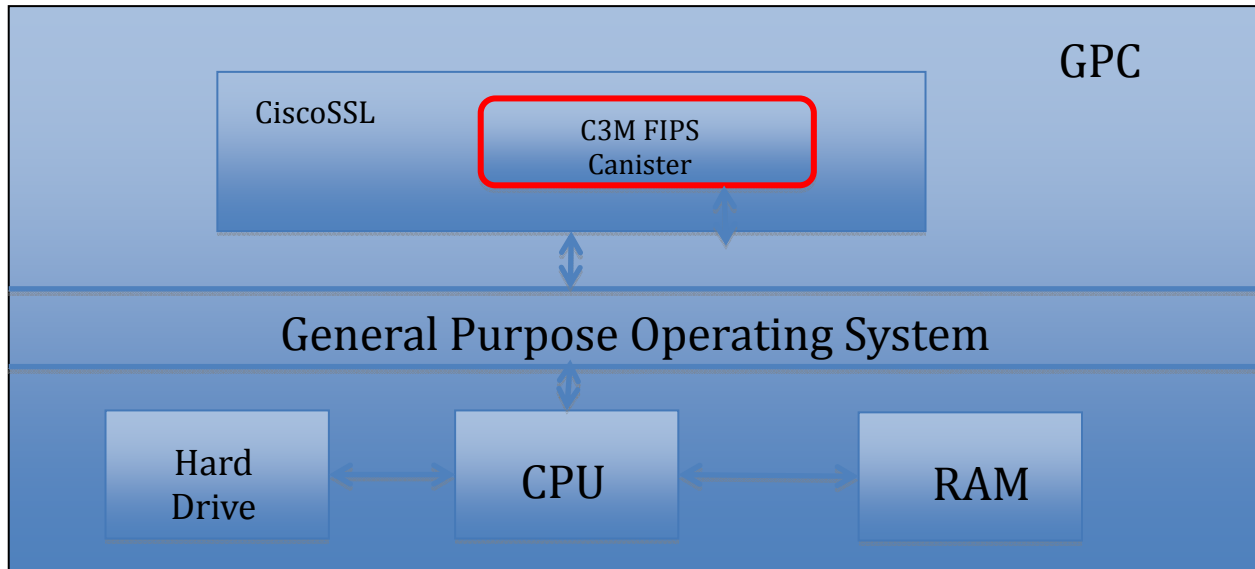 GPC
CiscoSSL
C3M FIPS
Canister
General Purpose Operating System
Hard
Drive
CPU
RAM